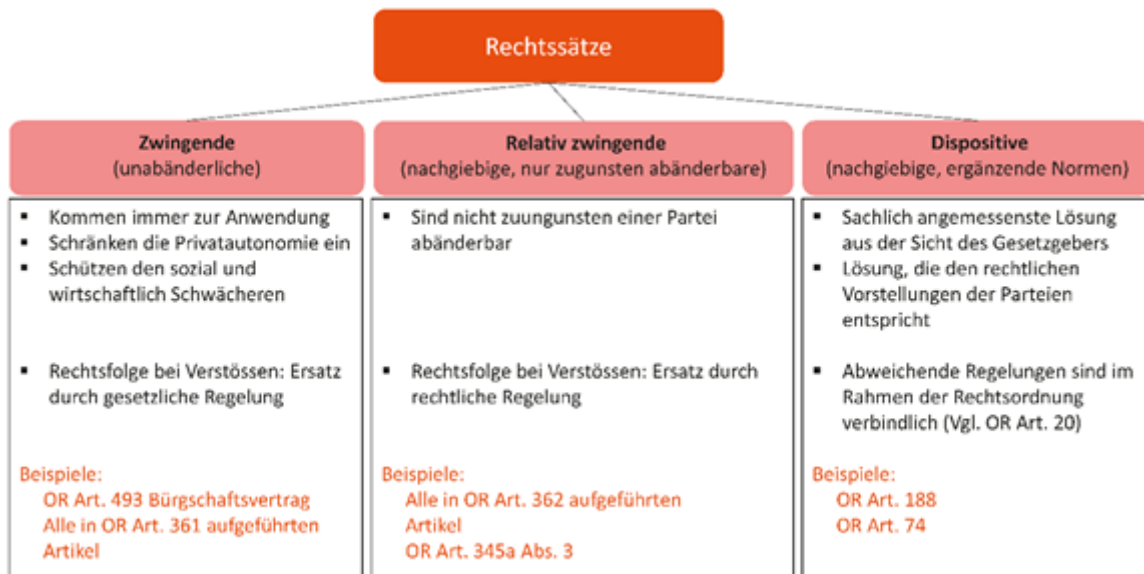 Rechtssätze
Zwingende
(unabänderliche)
▪ Kommen immer zur Anwendung
▪ Schränken die Privatautonomie ein
▪ Schützen den sozial und
wirtschaftlich Schwächeren
▪ Rechtsfolge bei Verstössen: Ersatz
durch gesetzliche Regelung
Beispiele:
OR Art. 493 Bürgschaftsvertrag
Alle in OR Art. 361 aufgeführten
Artikel
Relativ zwingende
(nachgiebige, nur zugunsten abänderbare)
▪ Sind nicht zuungunsten einer Partei
abänderbar
▪ Rechtsfolge bei Verstössen: Ersatz durch
rechtliche Regelung
Beispiele:
Alle in OR Art. 362 aufgeführten
Artikel
OR Art. 345a Abs. 3
Dispositive
(nachgiebige, ergänzende Normen)
▪ Sachlich angemessenste Lösung
aus der Sicht des Gesetzgebers
▪ Lösung, die den rechtlichen
Vorstellungen der Parteien
entspricht
▪ Abweichende Regelungen sind im
Rahmen der Rechtsordnung
verbindlich (Vgl. OR Art. 20)
Beispiele:
OR Art. 188
OR Art. 74